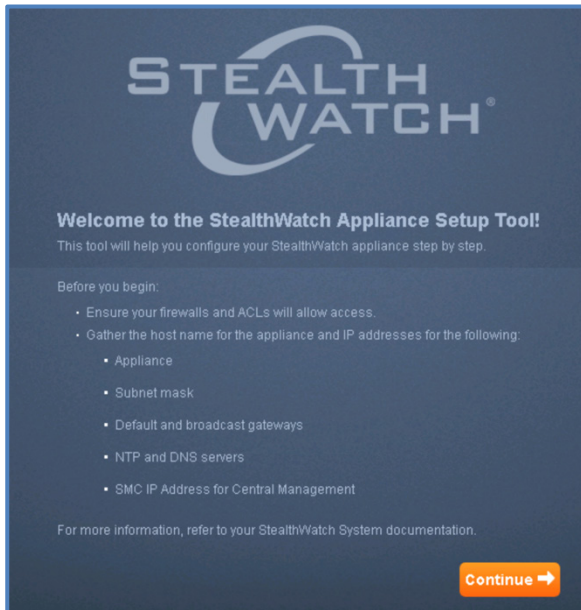 STEALTH
WATCH®
Welcome to the StealthWatch Appliance Setup Tool!
This tool will help you configure your StealthWatch appliance step by step.
Before you begin:
• Ensure your firewalls and ACLs will allow access.
• Gather the host name for the appliance and IP addresses for the following:
▪ Appliance
▪ Subnet mask
▪ Default and broadcast gateways
▪ NTP and DNS servers
▪ SMC IP Address for Central Management
For more information, refer to your StealthWatch System documentation.
Continue ➡